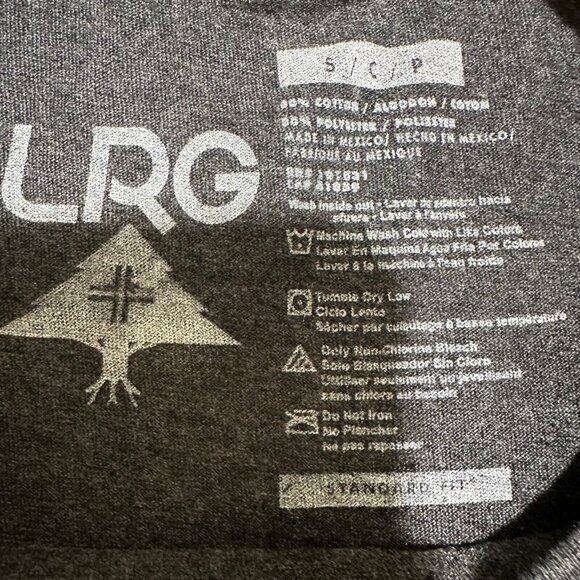 LRG
S / C / P
COTTON / ALGODON / COTON
POLYESTER / POLIESTER
MADE IN MEXICO / HECHO EN MEXICO /
FABRIQUE AU MEXIQUE
Wash inside out • Lavar de adentro hacia
afuera • Laver à l'envers
Machine Wash Cold with Like Colors
Lavar En Maquina Agua Fria Por Colores
Laver à la machine à l'eau froide
Tumble Dry Low
Ciclo Lento
Sécher par culbutage à basse température
Only Non-Chlorine Bleach
Solo Blanqueador Sin Cloro
Utiliser seulement un javellisant
sans chlore au besoin
Do Not Iron
No Planchar
Ne pas repasser
STANDARD FIT